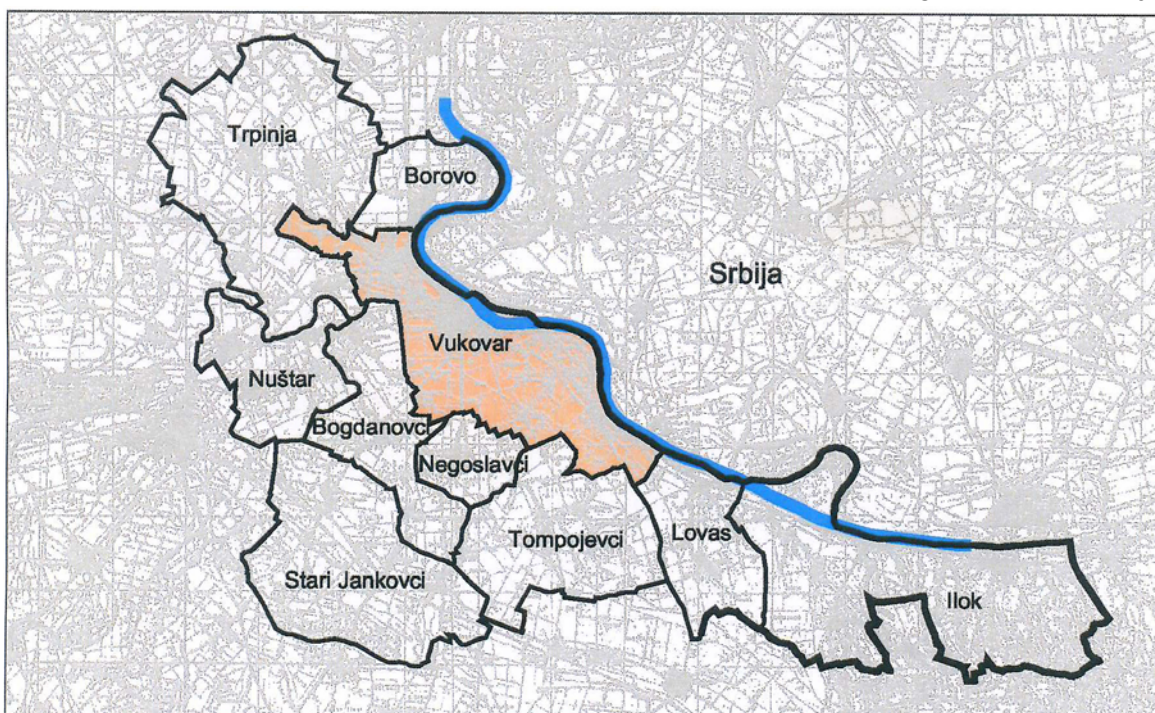 Trpinja
Borovo
Srbija
Vukovar
Nuštar
Bogdanovci
Negoslavci
Tompojevci
Lovas
Stari Jankovci
Ilok